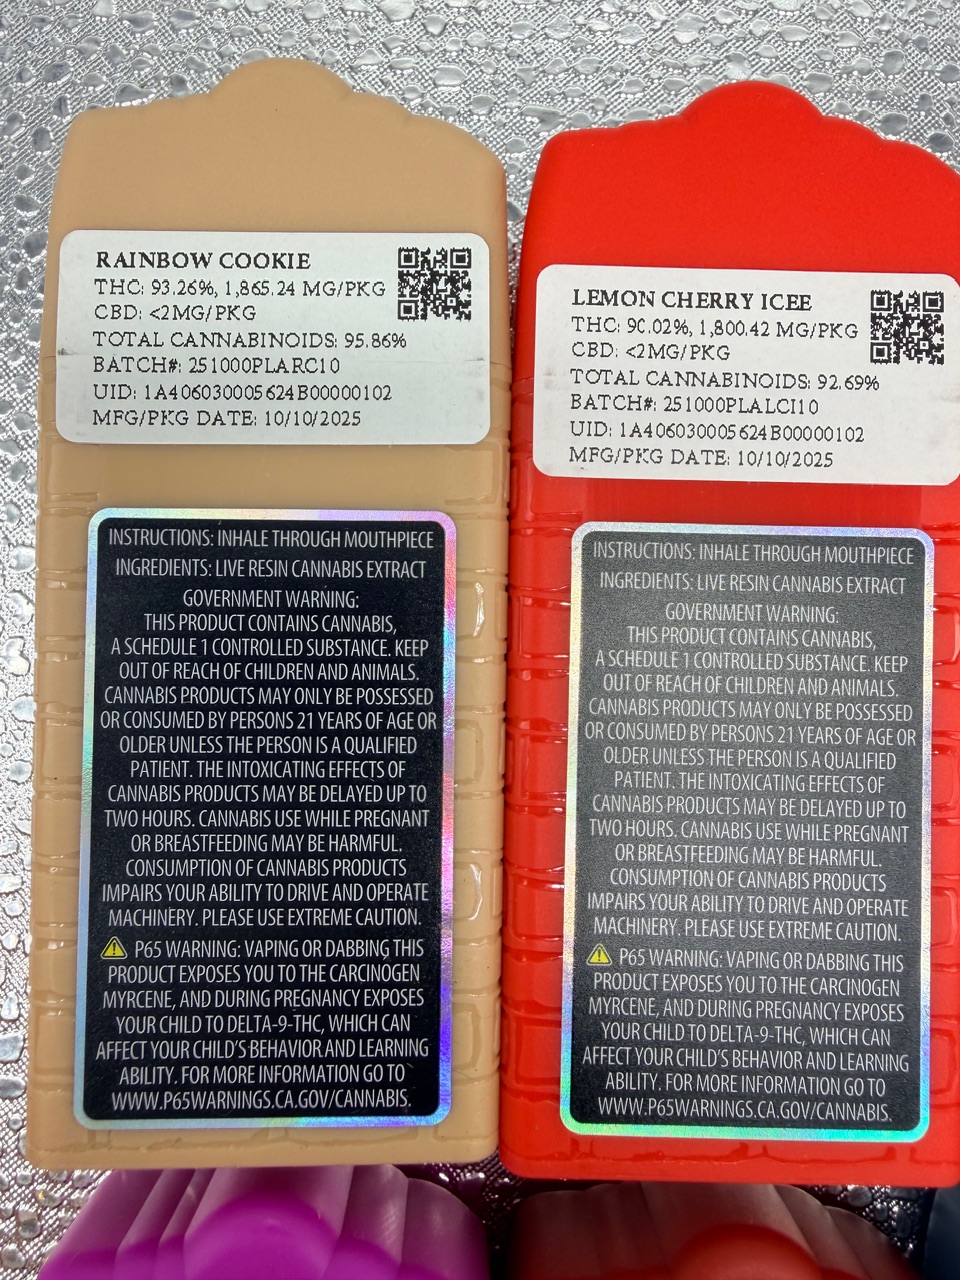 RAINBOW COOKIE
THC: 93.26%, 1,865.24 MG/PKG
CBD: <2MG/PKG
TOTAL CANNABINOIDS: 95.86%
BATCH#: 251000PLARC10
UID: 1A406030005624B00000102
MFG/PKG DATE: 10/10/2025
INSTRUCTIONS: INHALE THROUGH MOUTHPIECE
INGREDIENTS: LIVE RESIN CANNABIS EXTRACT
GOVERNMENT WARNING:
THIS PRODUCT CONTAINS CANNABIS,
A SCHEDULE 1 CONTROLLED SUBSTANCE. KEEP
OUT OF REACH OF CHILDREN AND ANIMALS.
CANNABIS PRODUCTS MAY ONLY BE POSSESSED
OR CONSUMED BY PERSONS 21 YEARS OF AGE OR
OLDER UNLESS THE PERSON IS A QUALIFIED
PATIENT. THE INTOXICATING EFFECTS OF
CANNABIS PRODUCTS MAY BE DELAYED UP TO
TWO HOURS. CANNABIS USE WHILE PREGNANT
OR BREASTFEEDING MAY BE HARMFUL.
CONSUMPTION OF CANNABIS PRODUCTS
IMPAIRS YOUR ABILITY TO DRIVE AND OPERATE
MACHINERY. PLEASE USE EXTREME CAUTION.
P65 WARNING: VAPING OR DABBING THIS
PRODUCT EXPOSES YOU TO THE CARCINOGEN
MYRCENE, AND DURING PREGNANCY EXPOSES
YOUR CHILD TO DELTA-9-THC, WHICH CAN
AFFECT YOUR CHILD'S BEHAVIOR AND LEARNING
ABILITY. FOR MORE INFORMATION GO TO
WWW.P65WARNINGS.CA.GOV/CANNABIS.
LEMON CHERRY ICEE
THC: 90.02%, 1,800.42 MG/PKG
CBD: <2MG/PKG
TOTAL CANNABINOIDS: 92.69%
BATCH#: 251000PLALCI10
UID: 1A406030005624B00000102
MFG/PKG DATE: 10/10/2025
INSTRUCTIONS: INHALE THROUGH MOUTHPIECE
INGREDIENTS: LIVE RESIN CANNABIS EXTRACT
GOVERNMENT WARNING:
THIS PRODUCT CONTAINS CANNABIS,
A SCHEDULE 1 CONTROLLED SUBSTANCE. KEEP
OUT OF REACH OF CHILDREN AND ANIMALS.
CANNABIS PRODUCTS MAY ONLY BE POSSESSED
OR CONSUMED BY PERSONS 21 YEARS OF AGE OR
OLDER UNLESS THE PERSON IS A QUALIFIED
PATIENT. THE INTOXICATING EFFECTS OF
CANNABIS PRODUCTS MAY BE DELAYED UP TO
TWO HOURS. CANNABIS USE WHILE PREGNANT
OR BREASTFEEDING MAY BE HARMFUL.
CONSUMPTION OF CANNABIS PRODUCTS
IMPAIRS YOUR ABILITY TO DRIVE AND OPERATE
MACHINERY. PLEASE USE EXTREME CAUTION.
P65 WARNING: VAPING OR DABBING THIS
PRODUCT EXPOSES YOU TO THE CARCINOGEN
MYRCENE, AND DURING PREGNANCY EXPOSES
YOUR CHILD TO DELTA-9-THC, WHICH CAN
AFFECT YOUR CHILD'S BEHAVIOR AND LEARNING
ABILITY. FOR MORE INFORMATION GO TO
WWW.P65WARNINGS.CA.GOV/CANNABIS.